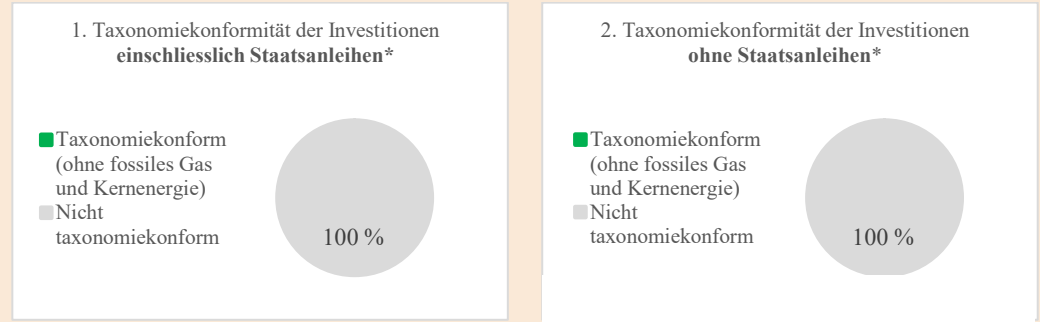 1. Taxonomiekonformität der Investitionen
einschliesslich Staatsanleihen*
Taxonomiekonform
(ohne fossiles Gas
und Kernenergie)
Nicht
taxonomiekonform
100 %
2. Taxonomiekonformität der Investitionen
ohne Staatsanleihen*
Taxonomiekonform
(ohne fossiles Gas
und Kernenergie)
Nicht
taxonomiekonform
100 %